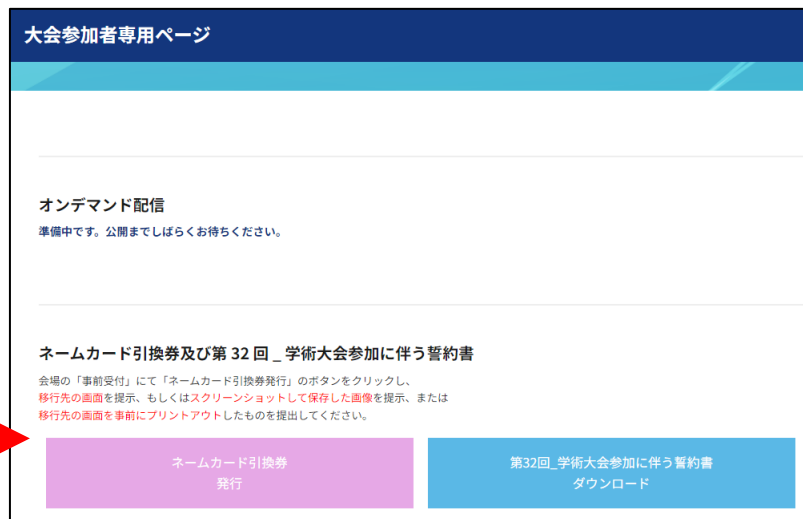 大会参加者専用ページ
オンデマンド配信
準備中です。公開までしばらくお待ちください。
ネームカード引換券及び第 32 回 _ 学術大会参加に伴う誓約書
会場の「事前受付」にて「ネームカード引換券発行」のボタンをクリックし、
移行先の画面を提示、もしくはスクリーンショットして保存した画像を提示、または
移行先の画面を事前にプリントアウトしたものを提出してください。
ネームカード引換券
発行
第32回_学術大会参加に伴う誓約書
ダウンロード